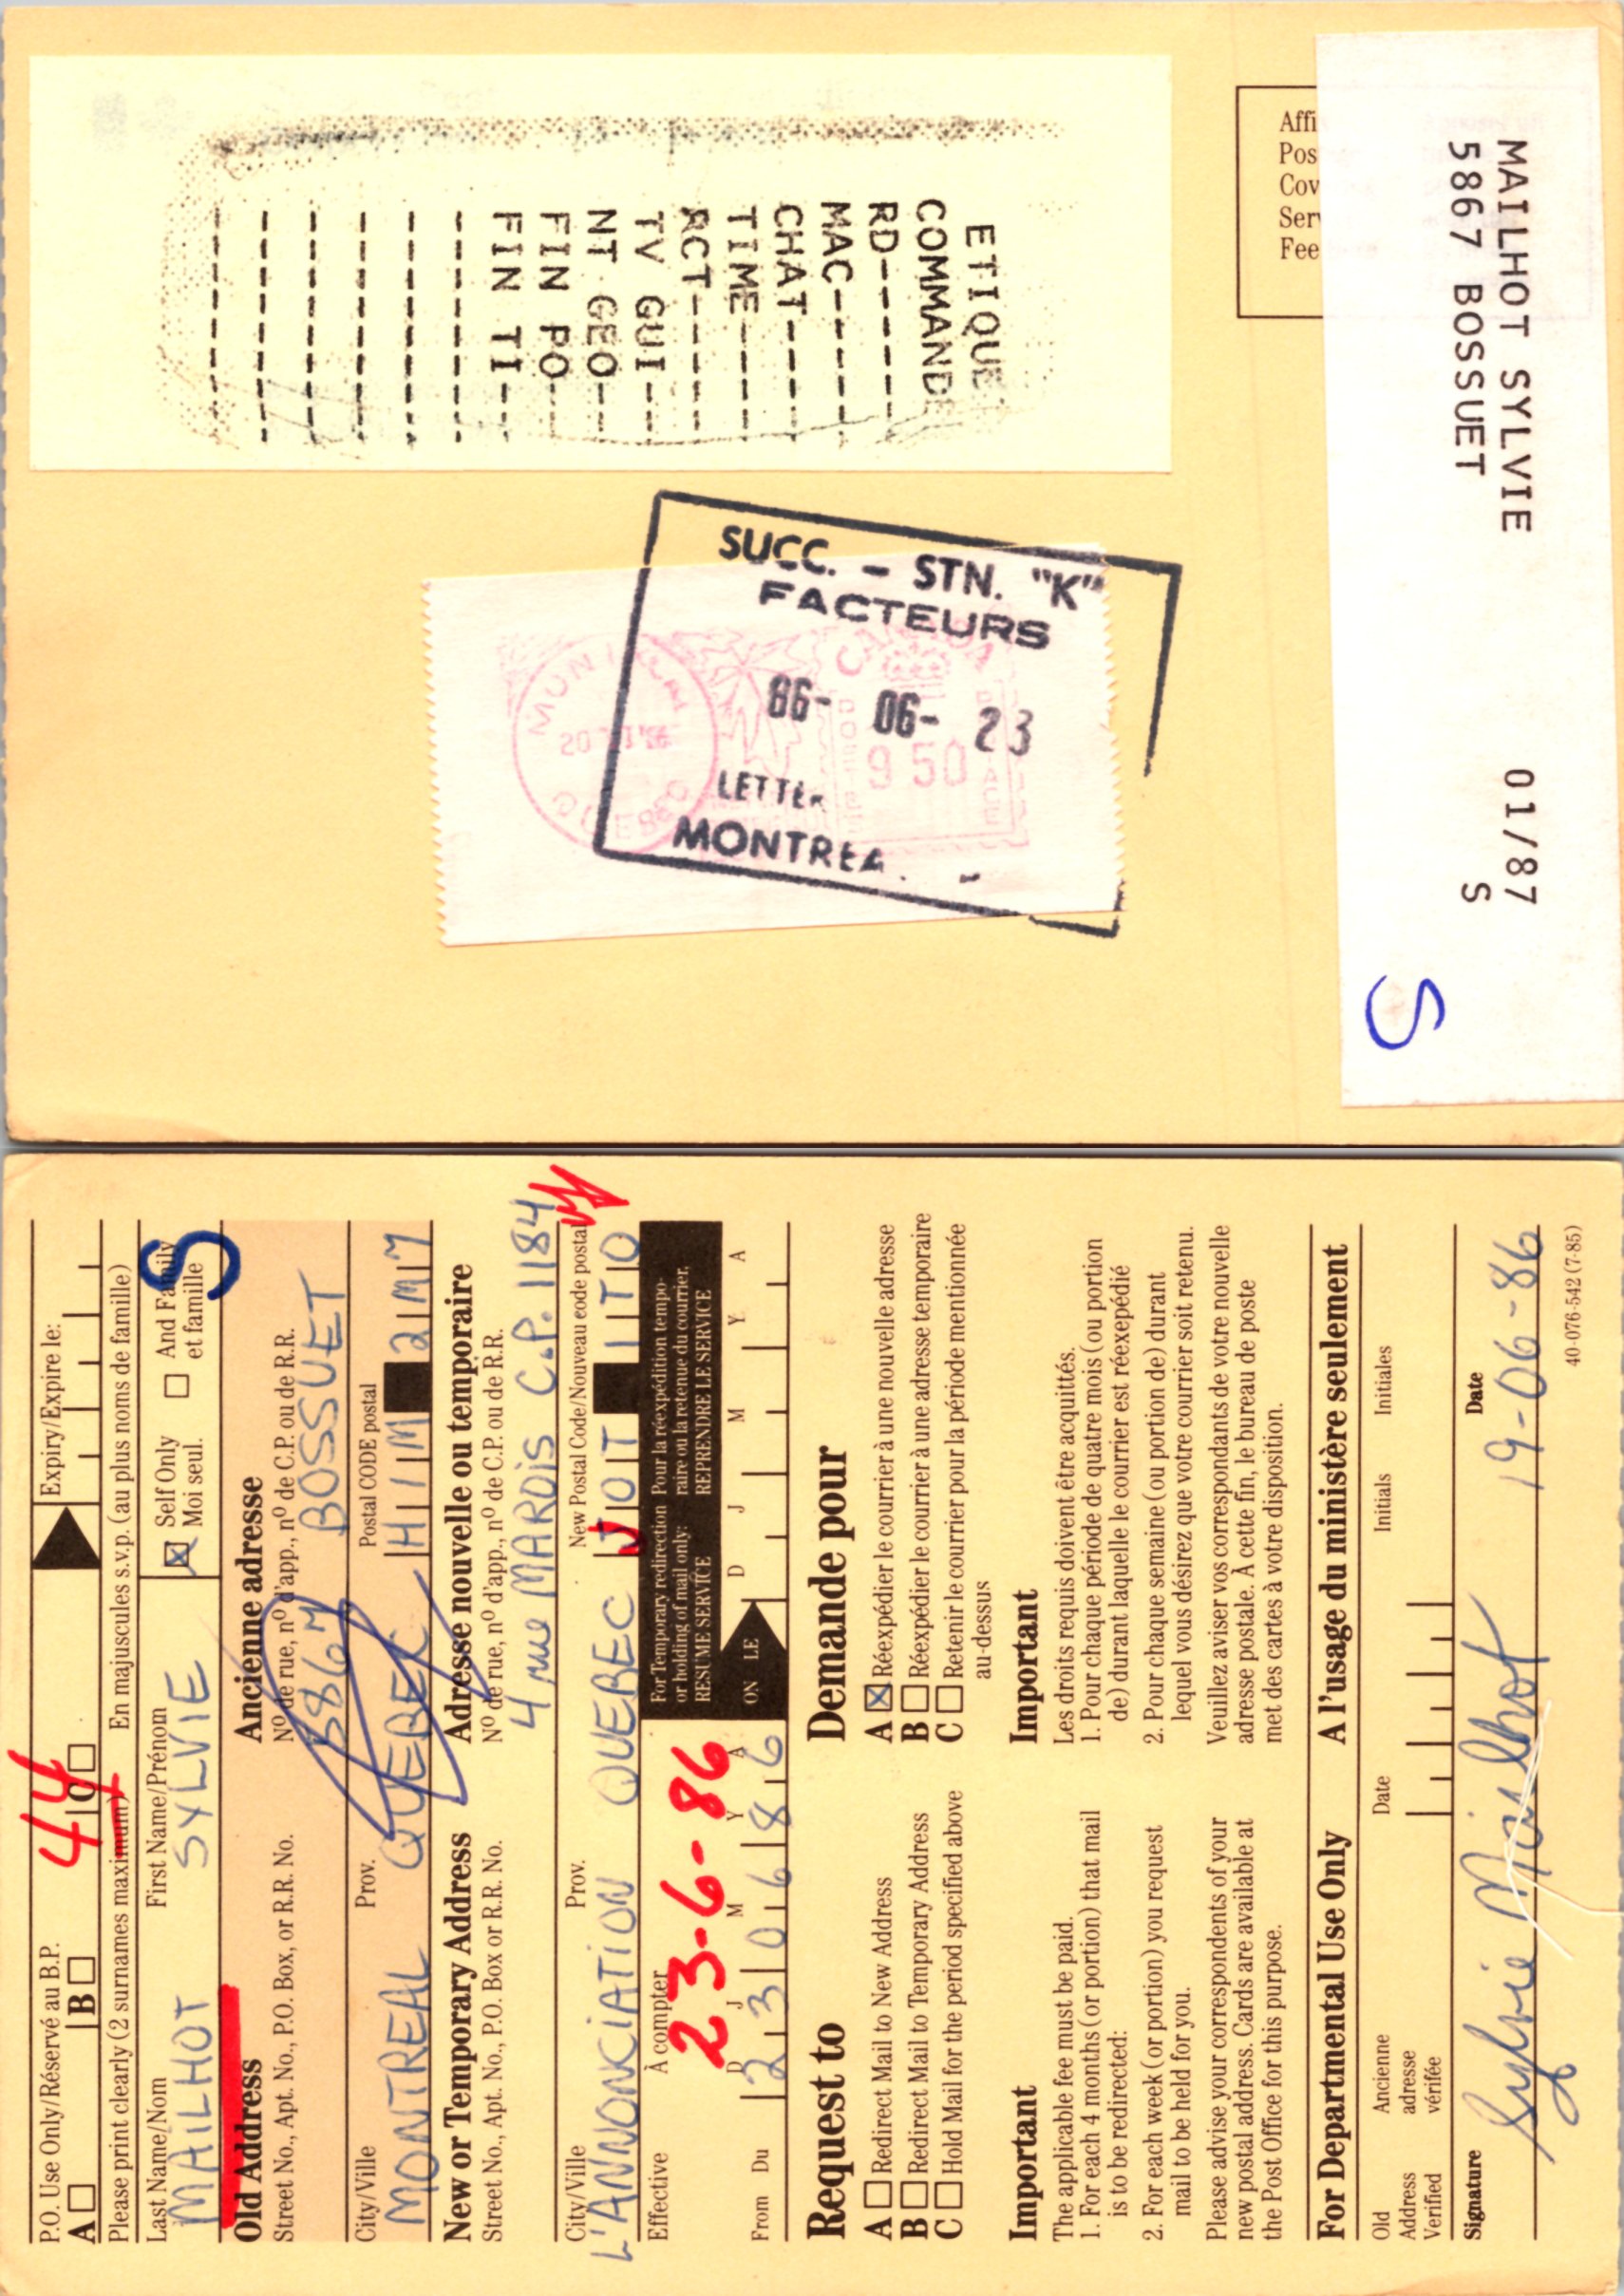 ETIQUE
COMMANDE
RD-----
MAC-----
CHAT----
TIME-----
RCT-----
TV GUI---
NT GEO---
FIN PO---
FIN TI---
Affi
Pos
Cov
Serv
Fee
MAILHOT SYLVIE 01/87
5867 BOSSUET S
S
SUCC. - STN. "K"
FACTEURS
86- 06- 23
MONTREA
CANADA
9 50
QUEBEC
P.O. Use Only/Réservé au B.P. 44 Expiry/Expire le:
A B C
Please print clearly (2 surnames maximum) En majuscules s.v.p. (au plus noms de famille)
Last Name/Nom First Name/Prénom Self Only And Family
Moi seul. et famille
MAILHOT SYLVIE S
Old Address Ancienne adresse
Street No., Apt. No., P.O. Box, or R.R. No. Nº de rue, nº d'app., nº de C.P. ou de R.R.
5867 BOSSUET
City/Ville Prov. Postal CODE postal
MONTREAL QUEBEC H1M 2M7
New or Temporary Address Adresse nouvelle ou temporaire
Street No., Apt. No., P.O. Box or R.R. No. Nº de rue, nº d'app., nº de C.P. ou de R.R.
4 rue MARDIS C.P. 1184
City/Ville Prov. New Postal Code/Nouveau code postal
L'ANNONCIATION QUEBEC J0T 1T0
Effective À compter 23-6-86
For Temporary redirection or holding of mail only:
RESUME SERVICE
Pour la réexpédition temporaire ou la retenue du courrier,
REPRENDRE LE SERVICE
D J M Y A ON LE D J M Y A
From Du 23 06 86
Request to
A Redirect Mail to New Address
B Redirect Mail to Temporary Address
C Hold Mail for the period specified above
Demande pour
A Réexpédier le courrier à une nouvelle adresse
B Réexpédier le courrier à une adresse temporaire
C Retenir le courrier pour la période mentionnée
au-dessus
Important
The applicable fee must be paid.
1. For each 4 months (or portion) that mail
is to be redirected:
2. For each week (or portion) you request
mail to be held for you.
Please advise your correspondents of your
new postal address. Cards are available at
the Post Office for this purpose.
Important
Les droits requis doivent être acquittés.
1. Pour chaque période de quatre mois (ou portion
de) durant laquelle le courrier est réexepédié
2. Pour chaque semaine (ou portion de) durant
lequel vous désirez que votre courrier soit retenu.
Veuillez aviser vos correspondants de votre nouvelle
adresse postale. À cette fin, le bureau de poste
met des cartes à votre disposition.
For Departmental Use Only A l'usage du ministère seulement
Old Ancienne Date Initials Initiales
Address adresse
Verified vérifée
Signature Sylvie Mailhot Date 19-06-86
40-076-542 (7-85)